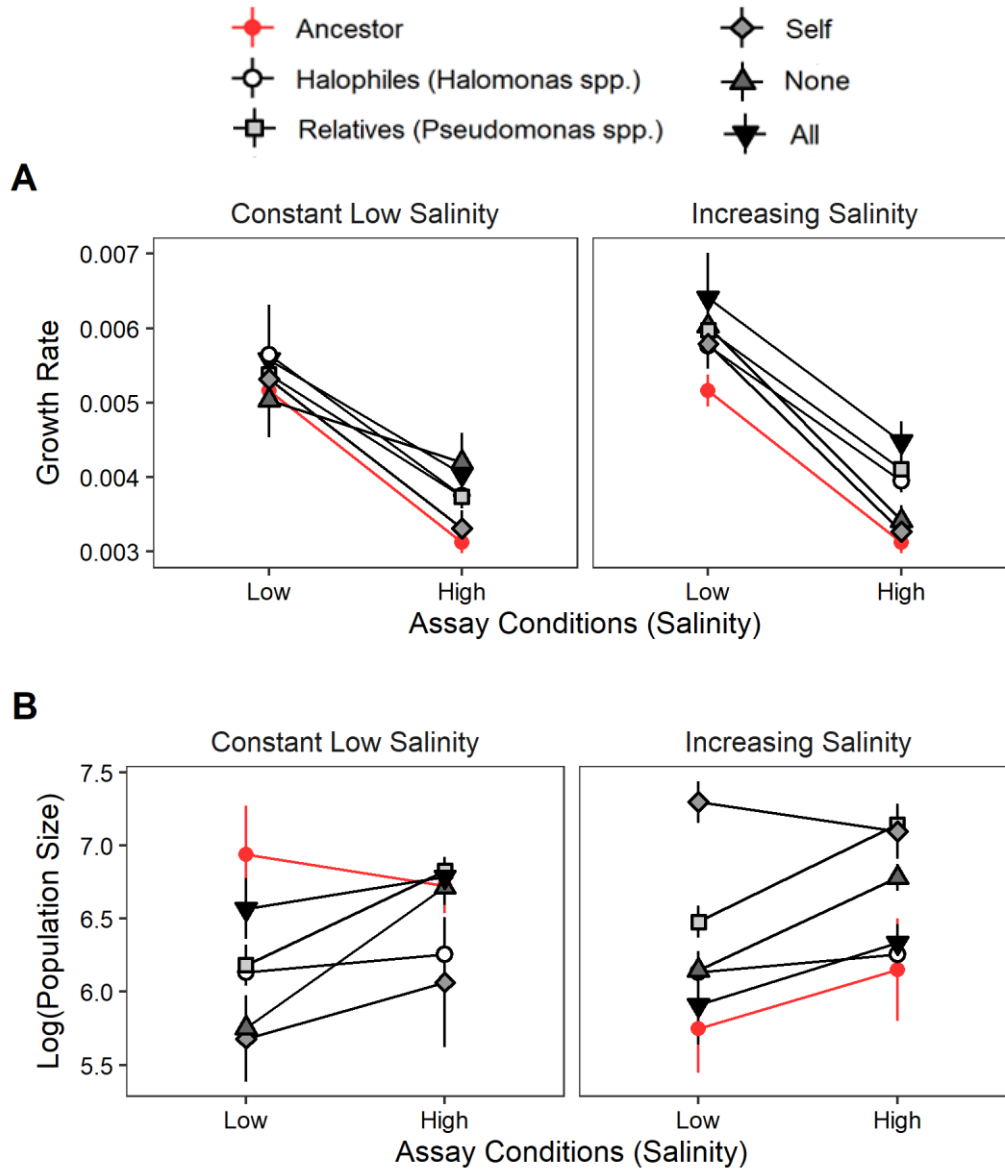 Ancestor
Self
Halophiles (Halomonas spp.)
None
Relatives (Pseudomonas spp.)
All
A
Constant Low Salinity
Increasing Salinity
0.007
0.006
0.005
0.004
0.003
Growth Rate
Low
High
Low
High
Assay Conditions (Salinity)
B
Constant Low Salinity
Increasing Salinity
7.5
7.0
6.5
6.0
5.5
Log(Population Size)
Low
High
Low
High
Assay Conditions (Salinity)